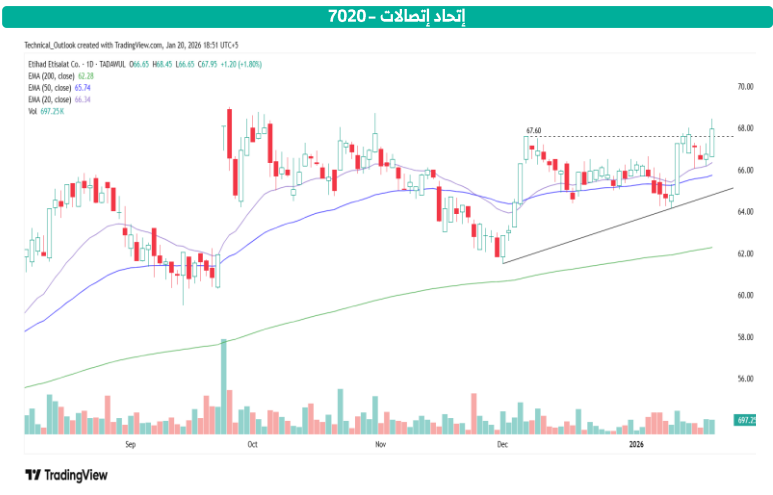 إتحاد إتصالات - 7020
Technical_Outlook created with TradingView.com, Jan 20, 2026 18:51 UTC+5
Etihad Etisalat Co. · 1D · TADAWUL O66.65 H68.45 L66.65 C67.95 +1.20 (+1.80%)
EMA (200, close) 62.28
EMA (50, close) 65.74
EMA (20, close) 66.34
Vol 697.25K
70.00
67.60
68.00
66.00
64.00
62.00
60.00
58.00
56.00
697.25
Sep Oct Nov Dec 2026
TradingView